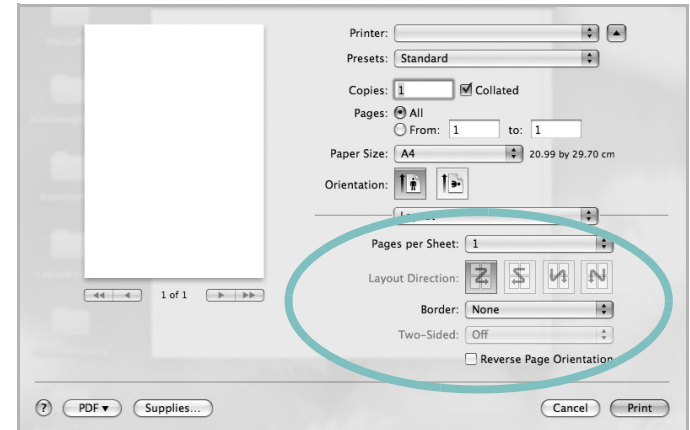 Printer:
Presets: Standard
Copies: 1 Collated
Pages: All
From: 1 to: 1
Paper Size: A4 20.99 by 29.70 cm
Orientation:
Layout
Pages per Sheet: 1
Layout Direction:
1 of 1
Border: None
Two-Sided: Off
Reverse Page Orientation
? PDF Supplies... Cancel Print